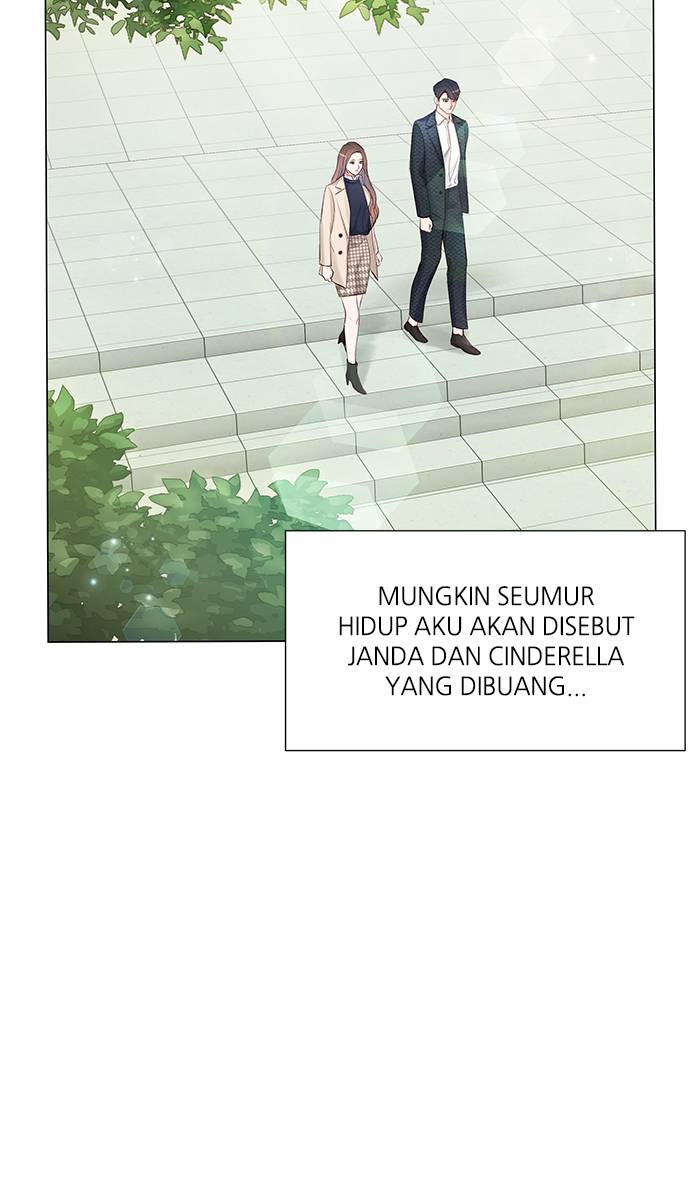 MUNGKIN SEUMUR
HIDUP AKU AKAN DISEBUT
JANDA DAN CINDERELLA
YANG DIBUANG...